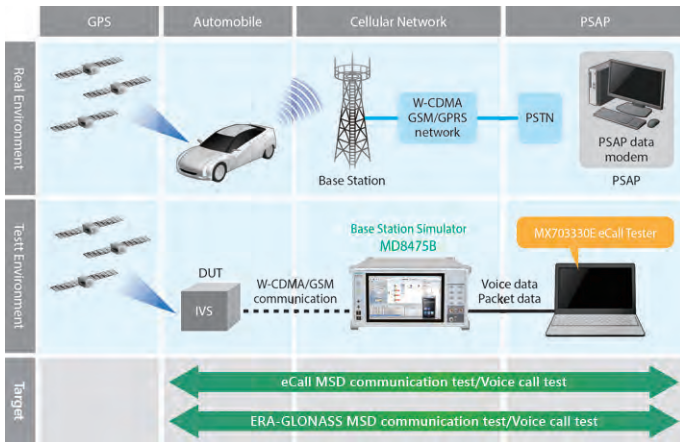 GPS
Automobile
Cellular Network
PSAP
Real Environment
W-CDMA
GSM/GPRS
network
PSTN
PSAP data
modem
Base Station
PSAP
Testt Environment
Base Station Simulator
MD8475B
MX703330E eCall Tester
DUT
IVS
W-CDMA/GSM
communication
Voice data
Packet data
Target
eCall MSD communication test/Voice call test
ERA-GLONASS MSD communication test/Voice call test